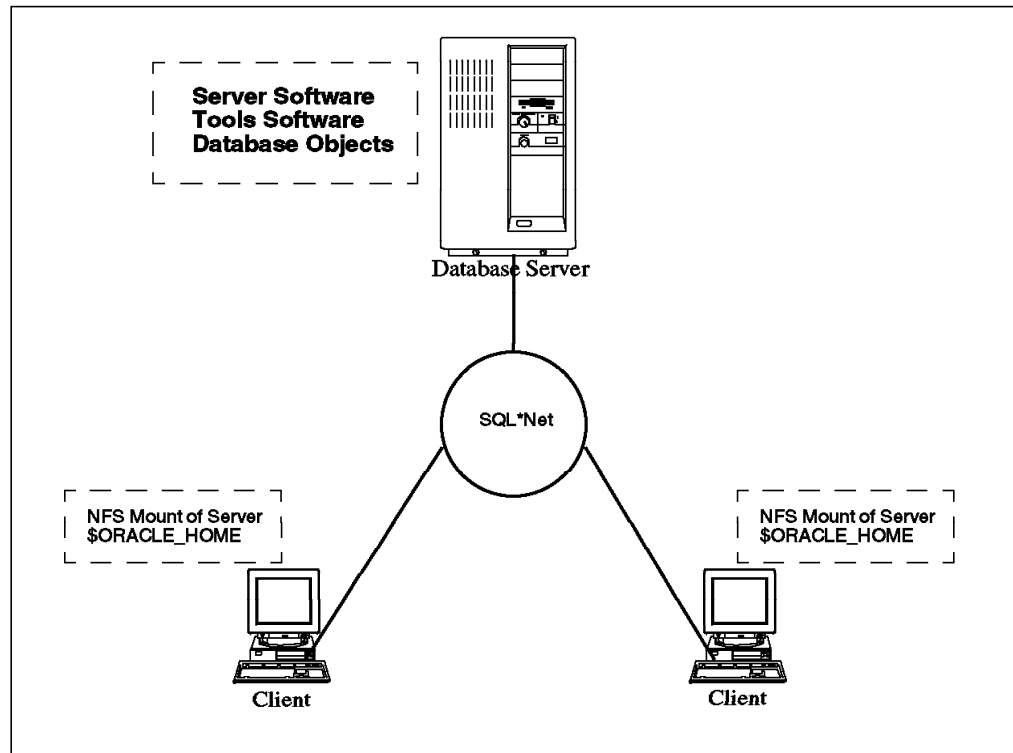 Server Software
Tools Software
Database Objects
Database Server
SQL*Net
NFS Mount of Server
$ORACLE_HOME
NFS Mount of Server
$ORACLE_HOME
Client
Client